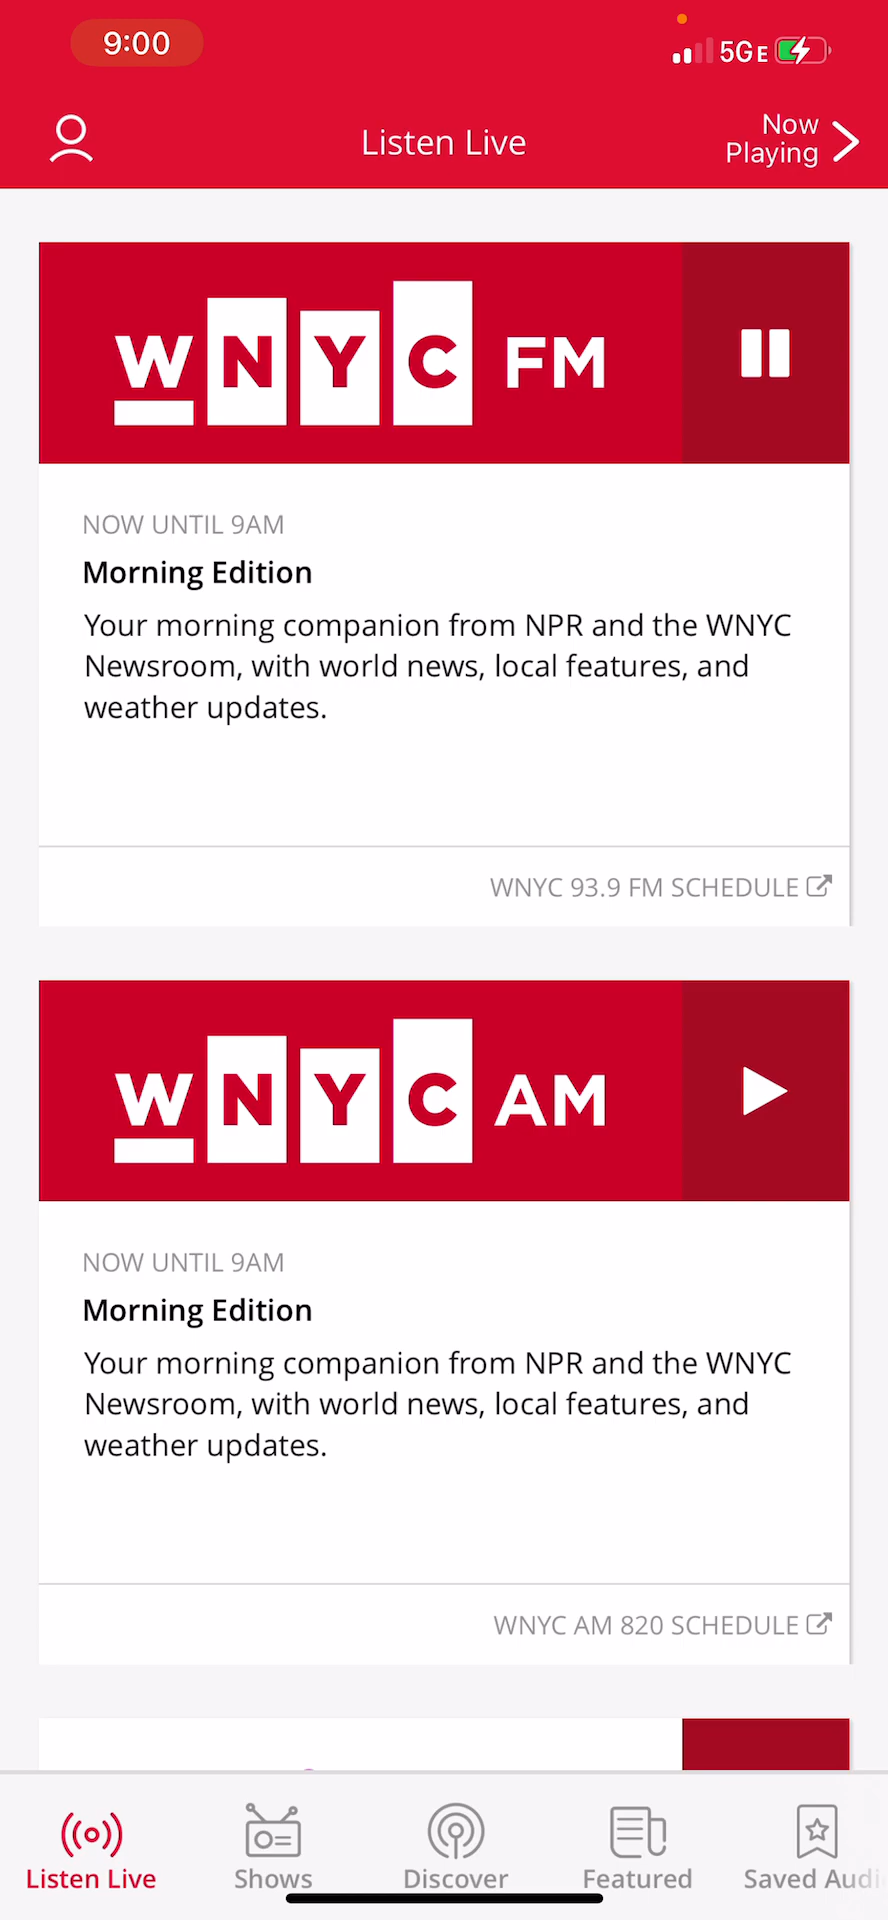 9:00
5GE
Listen Live
Now
Playing
WNYC FM
NOW UNTIL 9AM
Morning Edition
Your morning companion from NPR and the WNYC
Newsroom, with world news, local features, and
weather updates.
WNYC 93.9 FM SCHEDULE
WNYC AM
NOW UNTIL 9AM
Morning Edition
Your morning companion from NPR and the WNYC
Newsroom, with world news, local features, and
weather updates.
WNYC AM 820 SCHEDULE
Listen Live
Shows
Discover
Featured
Saved Audi